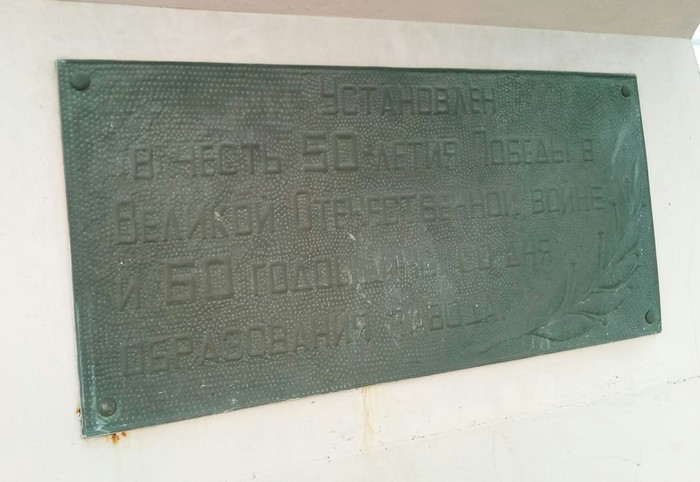 Установлен
в честь 50-летия Победы в
Великой Отечественной войне
и 60 годовщины со дня
образования завода.